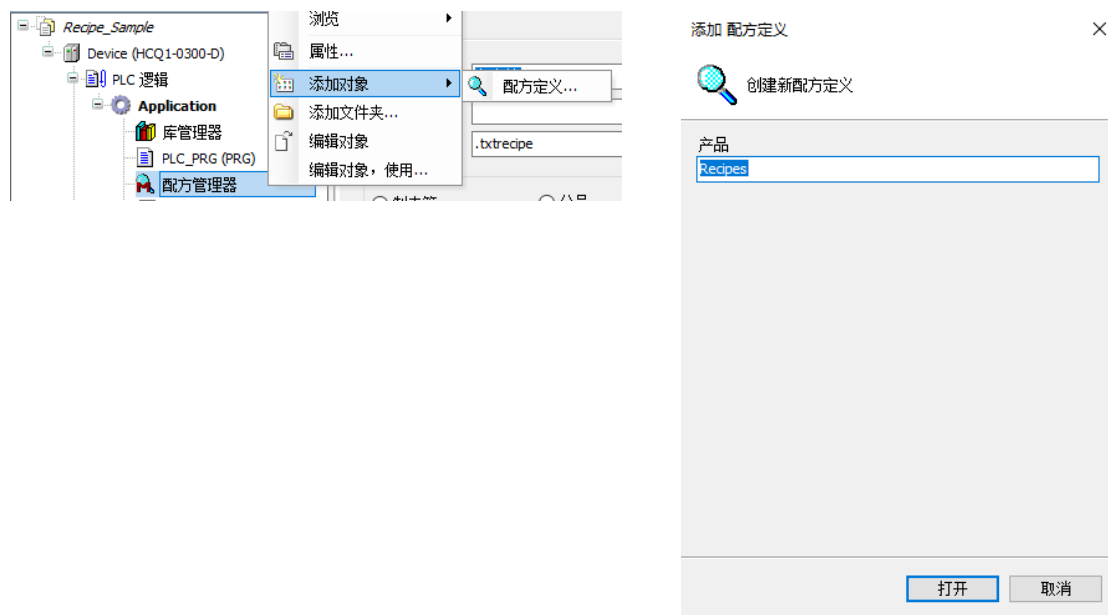 Recipe_Sample
Device (HCQ1-0300-D)
PLC 逻辑
Application
库管理器
PLC_PRG (PRG)
配方管理器
浏览
属性...
添加对象
添加文件夹...
编辑对象
编辑对象，使用...
配方定义...
.txtrecipe
添加 配方定义
创建新配方定义
产品
Recipes
打开
取消